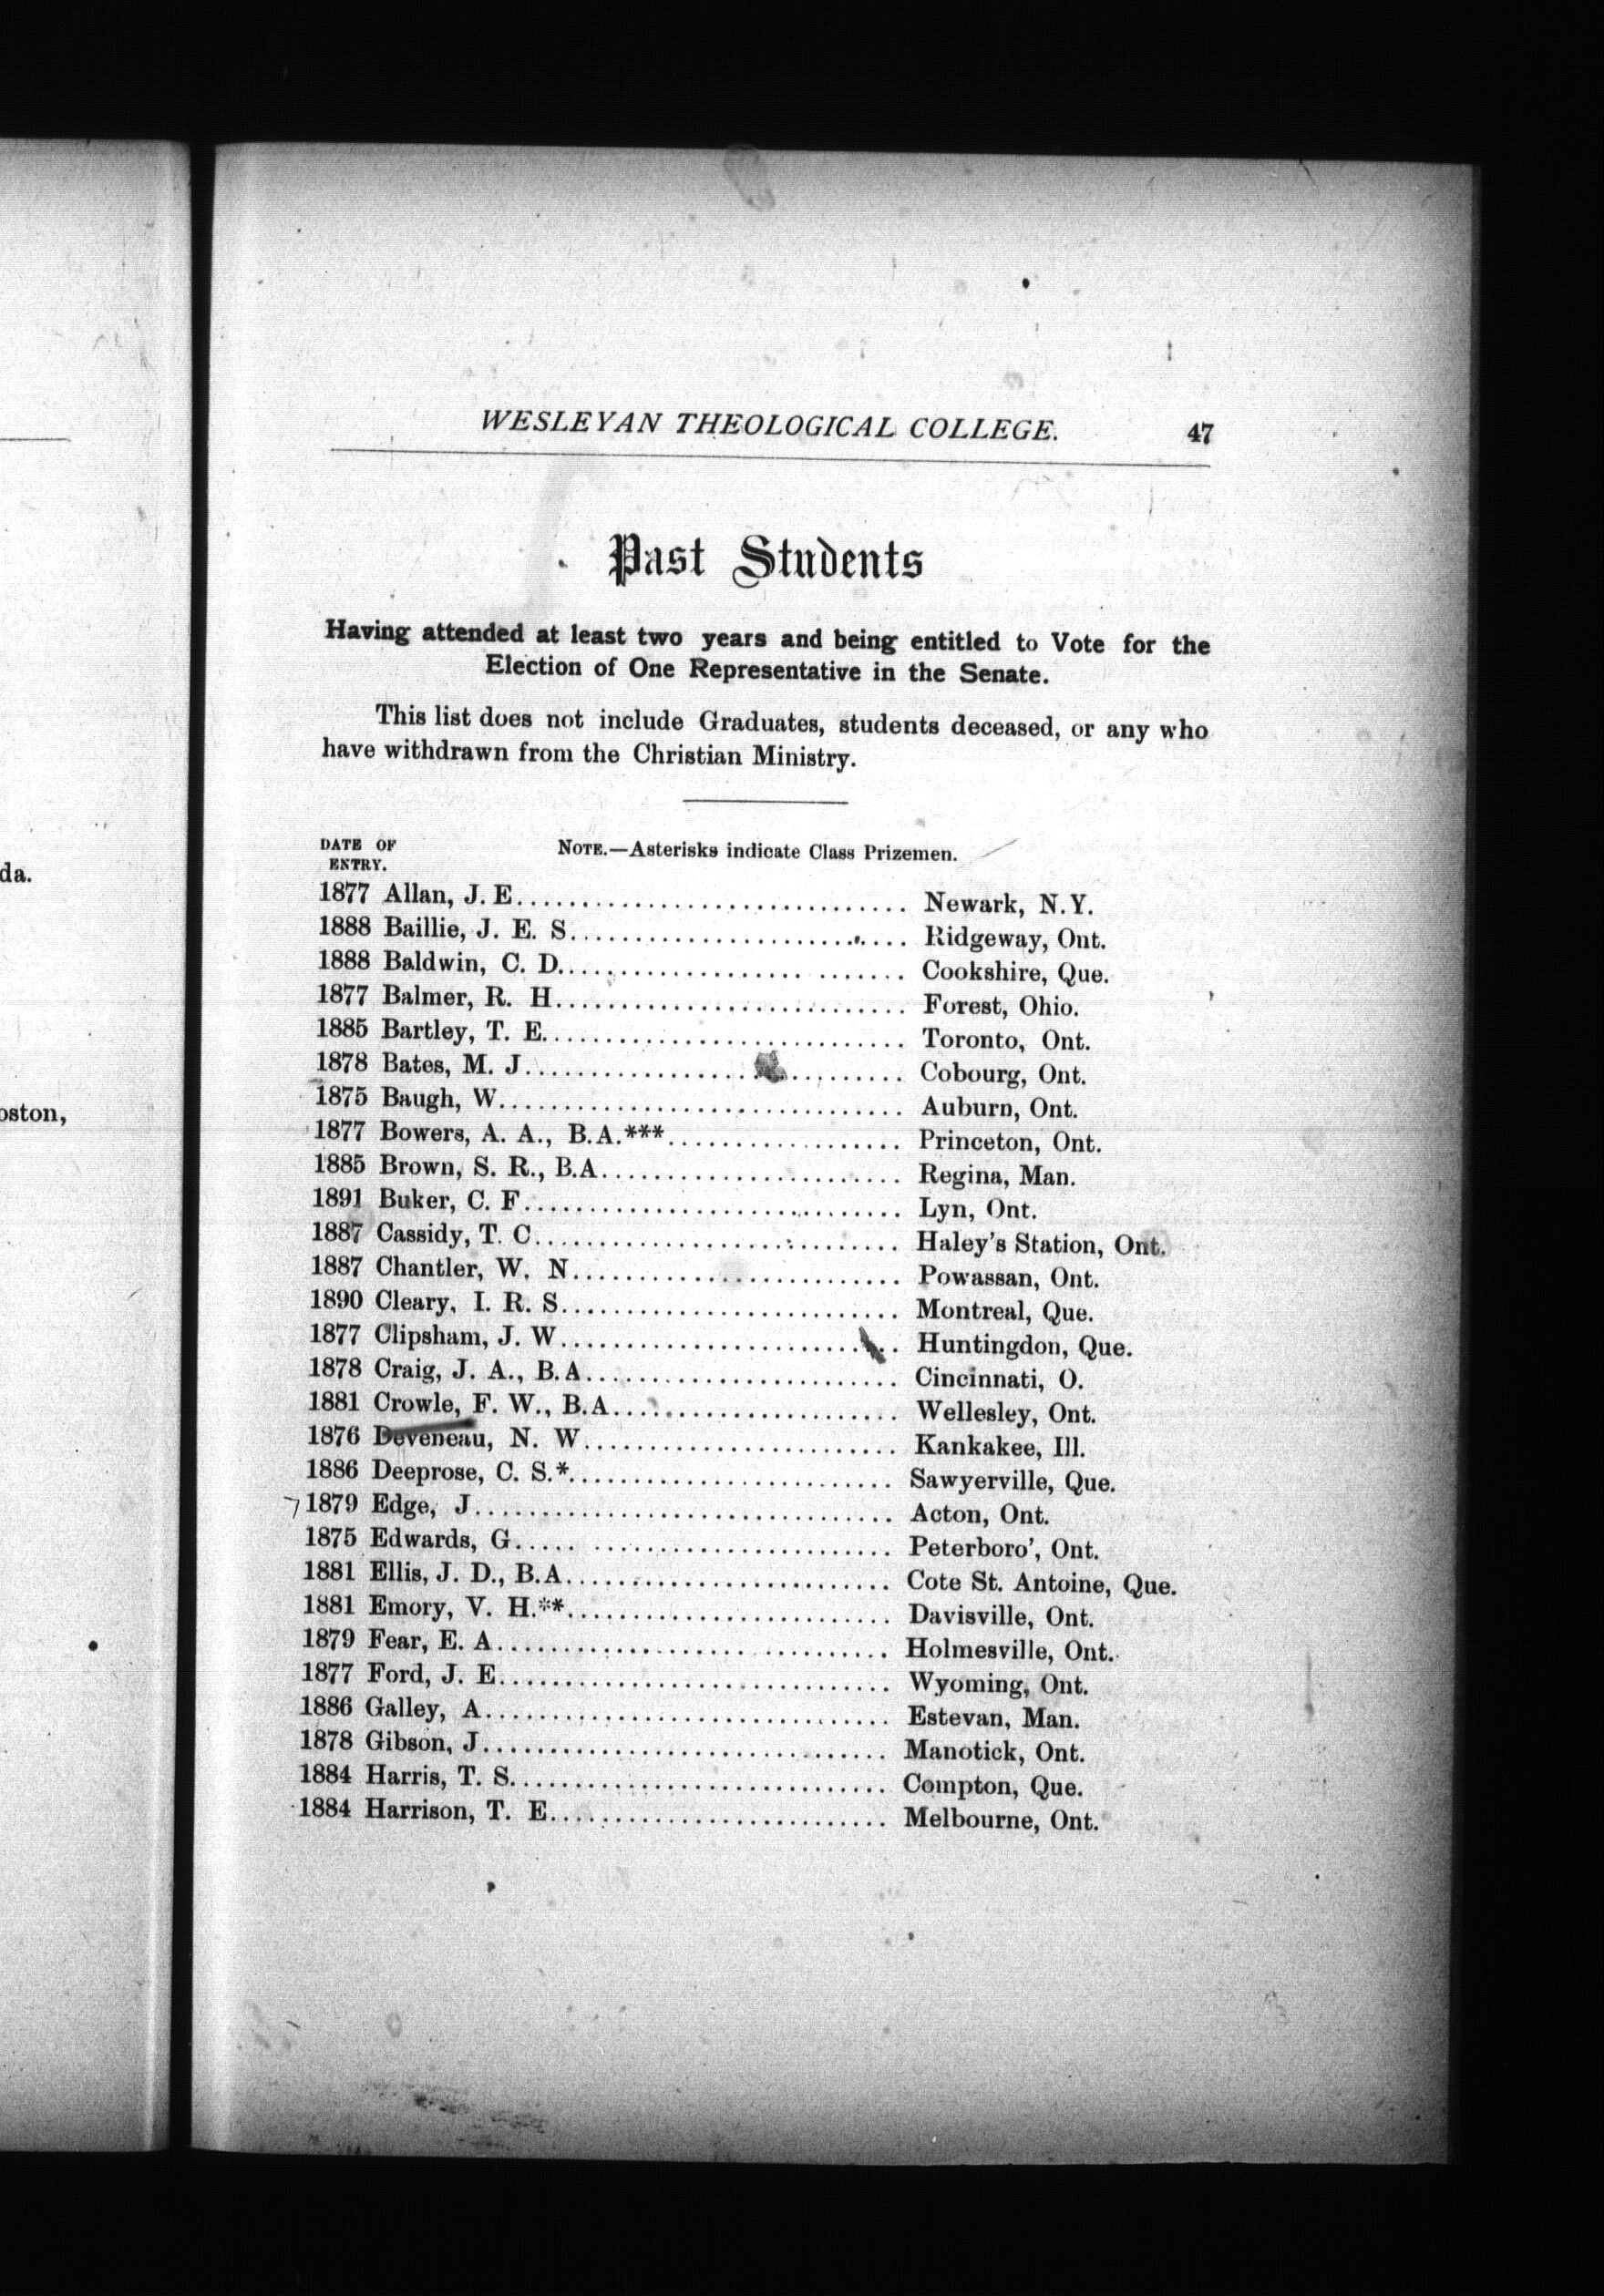 da.
oston,
WESLEYAN THEOLOGICAL COLLEGE. 47
Past Students
Having attended at least two years and being entitled to Vote for the
Election of One Representative in the Senate.
This list does not include Graduates, students deceased, or any who
have withdrawn from the Christian Ministry.
DATE OF
ENTRY.
NOTE.—Asterisks indicate Class Prizemen.
1877 Allan, J. E.............................. Newark, N.Y.
1888 Baillie, J. E. S.......................... Ridgeway, Ont.
1888 Baldwin, C. D.......................... Cookshire, Que.
1877 Balmer, R. H........................... Forest, Ohio.
1885 Bartley, T. E............................ Toronto, Ont.
1878 Bates, M. J............................. Cobourg, Ont.
1875 Baugh, W............................... Auburn, Ont.
1877 Bowers, A. A., B.A.***.................. Princeton, Ont.
1885 Brown, S. R., B.A....................... Regina, Man.
1891 Buker, C. F............................. Lyn, Ont.
1887 Cassidy, T. C............................ Haley's Station, Ont.
1887 Chantler, W. N......................... Powassan, Ont.
1890 Cleary, I. R. S.......................... Montreal, Que.
1877 Clipsham, J. W.......................... Huntingdon, Que.
1878 Craig, J. A., B.A........................ Cincinnati, O.
1881 Crowle, F. W., B.A...................... Wellesley, Ont.
1876 Deveneau, N. W........................ Kankakee, Ill.
1886 Deeprose, C. S.*......................... Sawyerville, Que.
1879 Edge, J................................ Acton, Ont.
1875 Edwards, G............................. Peterboro', Ont.
1881 Ellis, J. D., B.A......................... Cote St. Antoine, Que.
1881 Emory, V. H.**......................... Davisville, Ont.
1879 Fear, E. A.............................. Holmesville, Ont.
1877 Ford, J. E.............................. Wyoming, Ont.
1886 Galley, A............................... Estevan, Man.
1878 Gibson, J............................... Manotick, Ont.
1884 Harris, T. S............................. Compton, Que.
1884 Harrison, T. E.......................... Melbourne, Ont.